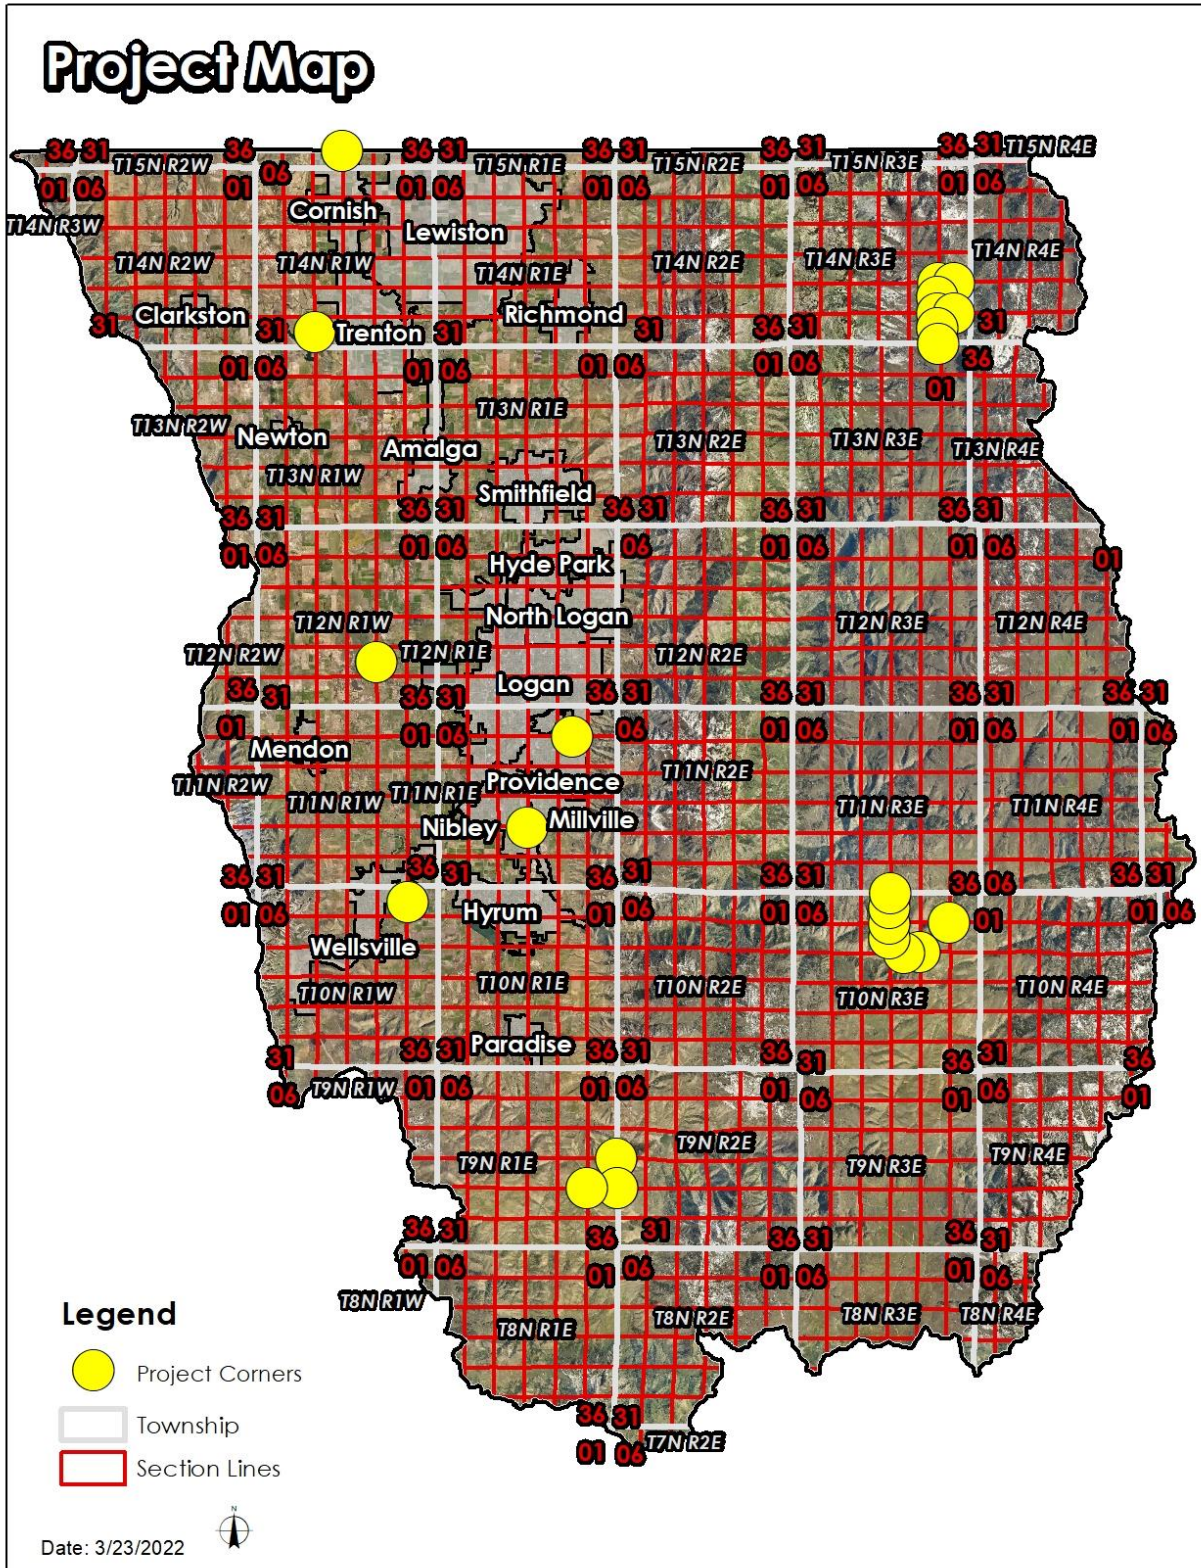 Project Map
36 31 36 36 31 36 31 36 31 36 31 T15N R4E
T15N R2W 06 T15N R1E T15N R2E T15N R3E
01 06 01 01 06 01 06 01 06 01 06
T14N R3W Cornish Lewiston
T14N R2W T14N R1W T14N R1E T14N R2E T14N R3E T14N R4E
Clarkston Richmond
31 31 Trenton 31 31 36 31 31
01 06 01 06 01 06 01 06 36
01
T13N R2W Newton T13N R1E
Amalga T13N R2E T13N R3E T13N R4E
T13N R1W
Smithfield
36 31 36 31 36 31 36 31 36 31
01 06 01 06 06 01 06 01 06 01
Hyde Park
T12N R1W North Logan T12N R3E T12N R4E
T12N R2W T12N R1E T12N R2E
Logan
36 31 36 31 36 31 36 31 36 31 36 31
01 01 06 06 01 06 01 06 01 06
Mendon
T11N R2W Providence T11N R2E
T11N R1W T11N R1E T11N R3E T11N R4E
Nibley Millville
36 31 36 31 36 31 36 31 36 06 36 31
01 06 Hyrum 01 06 01 06 01 01 06
Wellsville
T10N R1W T10N R1E T10N R2E T10N R3E T10N R4E
Paradise
31 36 31 36 31 36 31 36 31 36
06 T9N R1W 01 06 01 06 01 06 01 06 01
T9N R1E T9N R2E T9N R3E T9N R4E
36 31 36 31 36 31 36 31
01 06 01 06 01 06 01 06
T8N R1W T8N R1E T8N R2E T8N R3E T8N R4E
36 31
01 06 T7N R2E
Legend
Project Corners
Township
Section Lines
N
Date: 3/23/2022